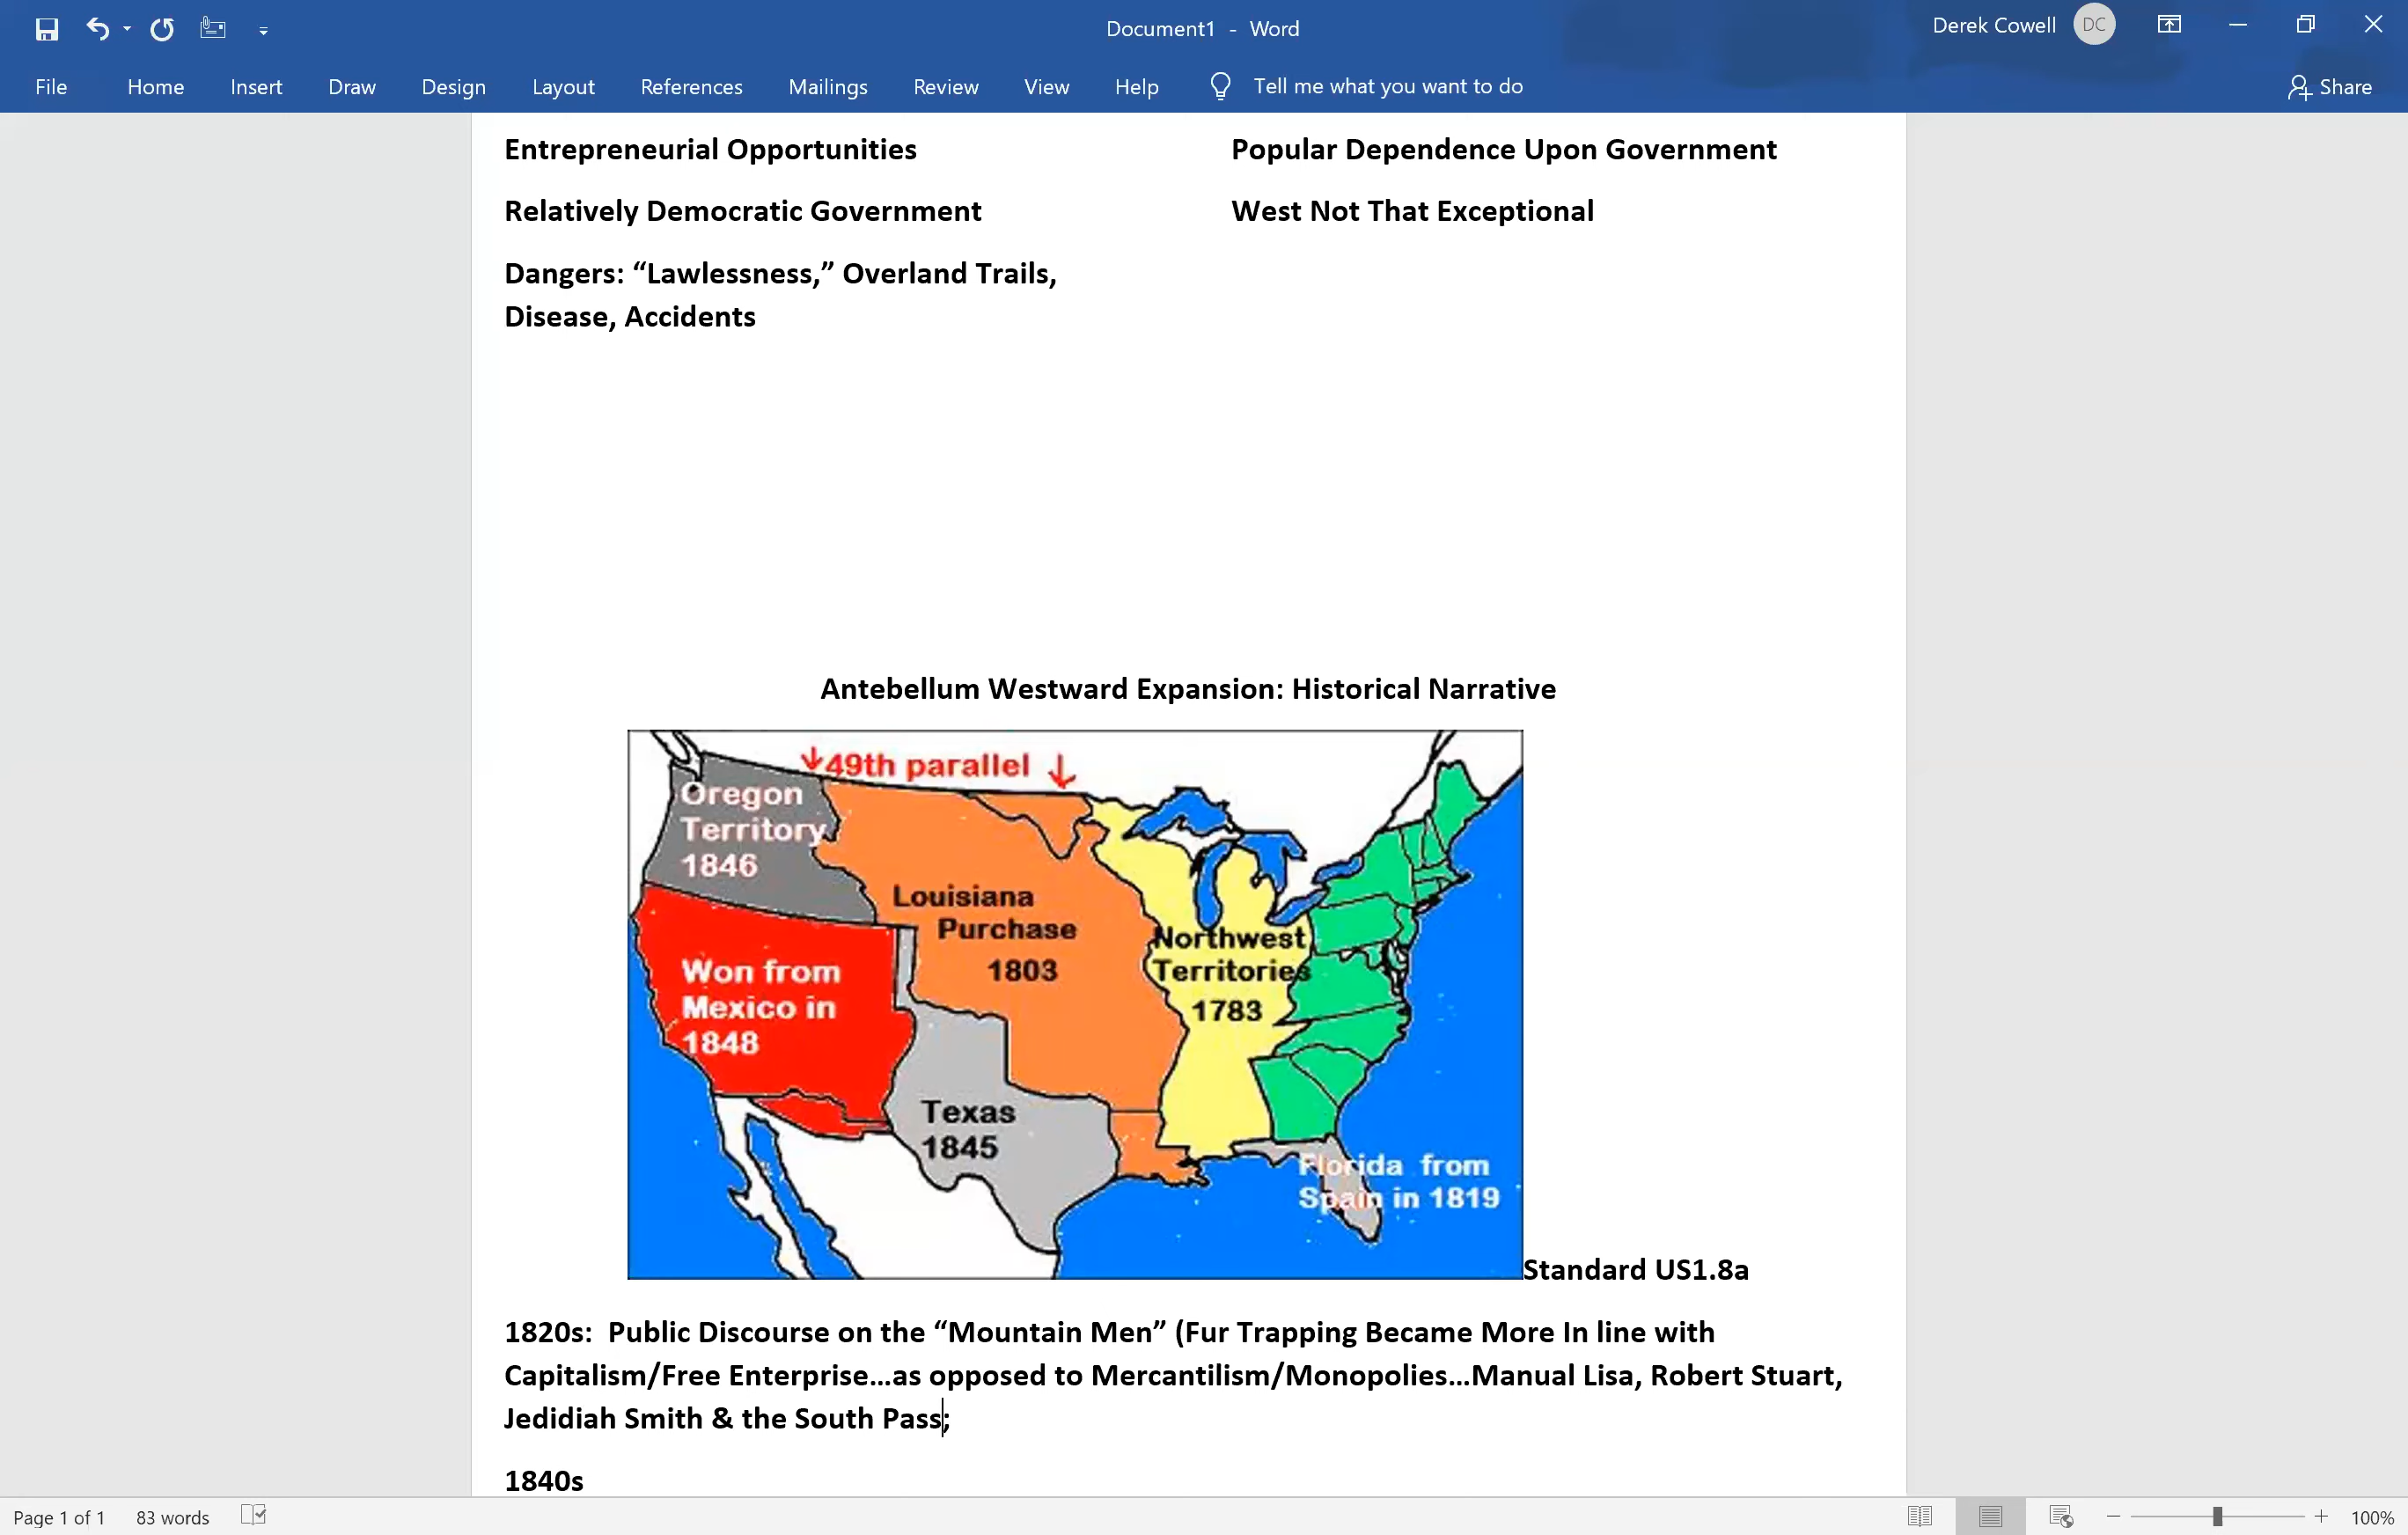 Document1 - Word
Derek Cowell
DC
File Home Insert Draw Design Layout References Mailings Review View Help Tell me what you want to do Share
Entrepreneurial Opportunities Popular Dependence Upon Government
Relatively Democratic Government West Not That Exceptional
Dangers: “Lawlessness,” Overland Trails,
Disease, Accidents
Antebellum Westward Expansion: Historical Narrative
49th parallel
Oregon
Territory
1846
Louisiana
Purchase
1803
Northwest
Territories
1783
Won from
Mexico in
1848
Texas
1845
Florida from
Spain in 1819
Standard US1.8a
1820s: Public Discourse on the “Mountain Men” (Fur Trapping Became More In line with
Capitalism/Free Enterprise…as opposed to Mercantilism/Monopolies…Manual Lisa, Robert Stuart,
Jedidiah Smith & the South Pass;
1840s
Page 1 of 1 83 words 100%